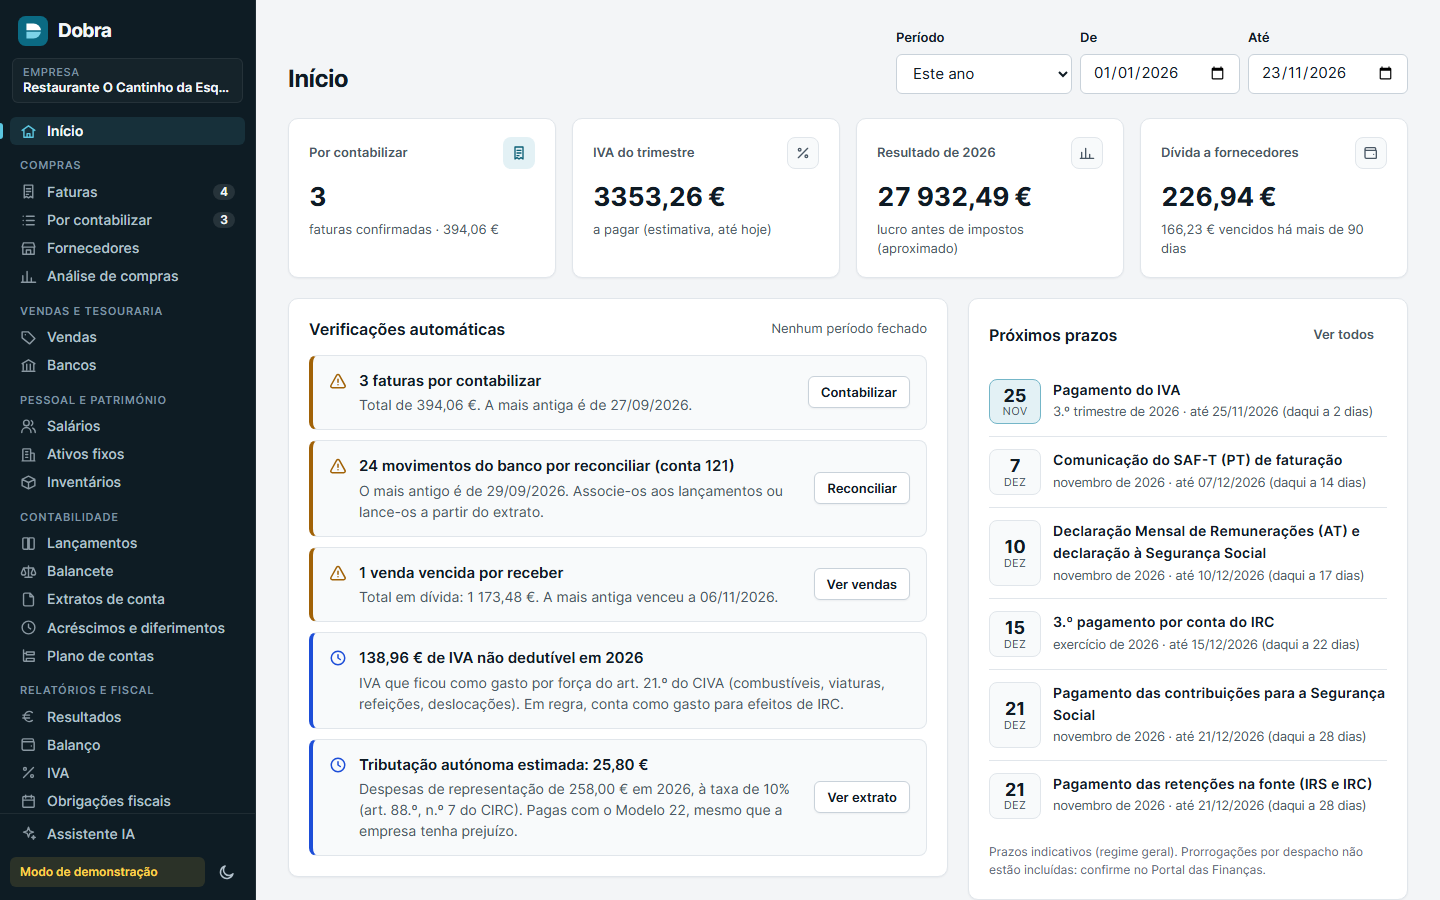 Dobra
EMPRESA
Restaurante O Cantinho da Esq...
Início
COMPRAS
Faturas 4
Por contabilizar 3
Fornecedores
Análise de compras
VENDAS E TESOURARIA
Vendas
Bancos
PESSOAL E PATRIMÓNIO
Salários
Ativos fixos
Inventários
CONTABILIDADE
Lançamentos
Balancete
Extratos de conta
Acréscimos e diferimentos
Plano de contas
RELATÓRIOS E FISCAL
Resultados
Balanço
IVA
Obrigações fiscais
Assistente IA
Modo de demonstração
Início
Período De Até
Este ano 01/01/2026 23/11/2026
Por contabilizar
3
faturas confirmadas · 394,06 €
IVA do trimestre
3353,26 €
a pagar (estimativa, até hoje)
Resultado de 2026
27 932,49 €
lucro antes de impostos
(aproximado)
Dívida a fornecedores
226,94 €
166,23 € vencidos há mais de 90
dias
Verificações automáticas Nenhum período fechado
3 faturas por contabilizar
Total de 394,06 €. A mais antiga é de 27/09/2026.
Contabilizar
24 movimentos do banco por reconciliar (conta 121)
O mais antigo é de 29/09/2026. Associe-os aos lançamentos ou
lance-os a partir do extrato.
Reconciliar
1 venda vencida por receber
Total em dívida: 1 173,48 €. A mais antiga venceu a 06/11/2026.
Ver vendas
138,96 € de IVA não dedutível em 2026
IVA que ficou como gasto por força do art. 21.º do CIVA (combustíveis, viaturas,
refeições, deslocações). Em regra, conta como gasto para efeitos de IRC.
Tributação autónoma estimada: 25,80 €
Despesas de representação de 258,00 € em 2026, à taxa de 10%
(art. 88.º, n.º 7 do CIRC). Pagas com o Modelo 22, mesmo que a
empresa tenha prejuízo.
Ver extrato
Próximos prazos Ver todos
25 NOV
Pagamento do IVA
3.º trimestre de 2026 · até 25/11/2026 (daqui a 2 dias)
7 DEZ
Comunicação do SAF-T (PT) de faturação
novembro de 2026 · até 07/12/2026 (daqui a 14 dias)
10 DEZ
Declaração Mensal de Remunerações (AT) e
declaração à Segurança Social
novembro de 2026 · até 10/12/2026 (daqui a 17 dias)
15 DEZ
3.º pagamento por conta do IRC
exercício de 2026 · até 15/12/2026 (daqui a 22 dias)
21 DEZ
Pagamento das contribuições para a Segurança
Social
novembro de 2026 · até 21/12/2026 (daqui a 28 dias)
21 DEZ
Pagamento das retenções na fonte (IRS e IRC)
novembro de 2026 · até 21/12/2026 (daqui a 28 dias)
Prazos indicativos (regime geral). Prorrogações por despacho não
estão incluídas: confirme no Portal das Finanças.